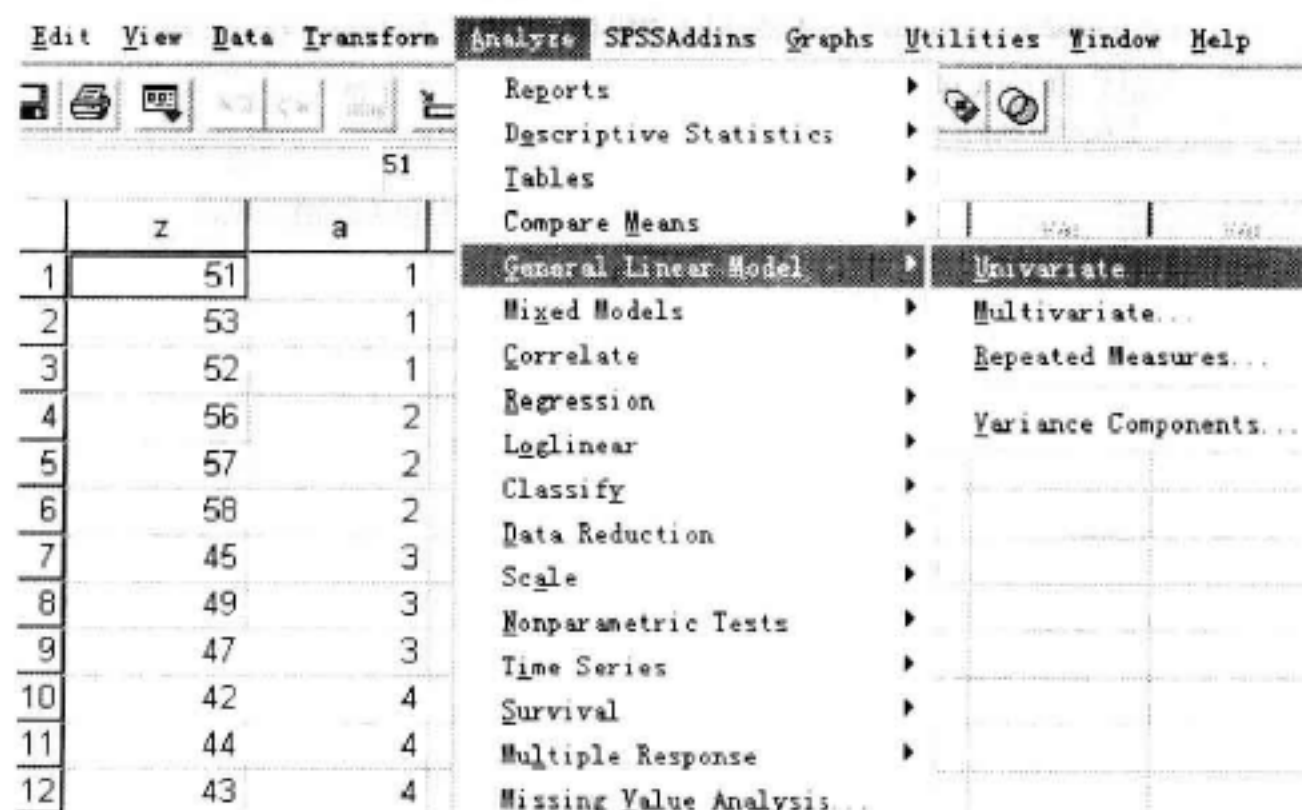 Edit View Data Transform Analyze SPSSAddins Graphs Utilities Window Help
51
z a
1 51 1
2 53 1
3 52 1
4 56 2
5 57 2
6 58 2
7 45 3
8 49 3
9 47 3
10 42 4
11 44 4
12 43 4
Reports
Descriptive Statistics
Tables
Compare Means
General Linear Model
Mixed Models
Correlate
Regression
Loglinear
Classify
Data Reduction
Scale
Nonparametric Tests
Time Series
Survival
Multiple Response
Missing Value Analysis...
var var
Univariate
Multivariate...
Repeated Measures...
Variance Components...